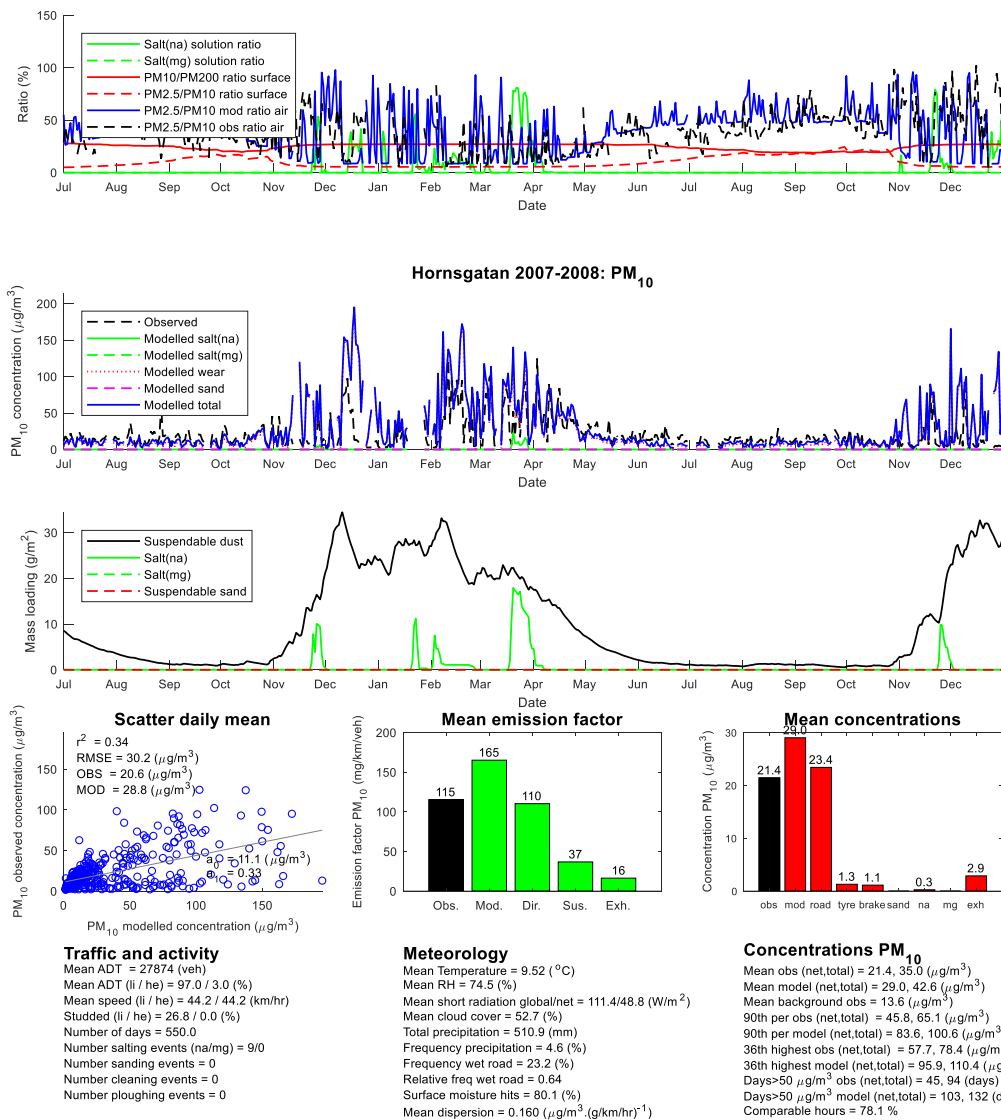 150
100
50
0
Ratio (%)
Salt(na) solution ratio
Salt(mg) solution ratio
PM10/PM200 ratio surface
PM2.5/PM10 ratio surface
PM2.5/PM10 mod ratio air
PM2.5/PM10 obs ratio air
Jul Aug Sep Oct Nov Dec Jan Feb Mar Apr May Jun Jul Aug Sep Oct Nov Dec
Date
Hornsgatan 2007-2008: PM10
200
150
100
50
0
PM10 concentration (μg/m3)
Observed
Modelled salt(na)
Modelled salt(mg)
Modelled wear
Modelled sand
Modelled total
Jul Aug Sep Oct Nov Dec Jan Feb Mar Apr May Jun Jul Aug Sep Oct Nov Dec
Date
30
20
10
0
Mass loading (g/m2)
Suspendable dust
Salt(na)
Salt(mg)
Suspendable sand
Jul Aug Sep Oct Nov Dec Jan Feb Mar Apr May Jun Jul Aug Sep Oct Nov Dec
Date
Scatter daily mean
PM10 observed concentration (μg/m3)
150
100
50
0
r2 = 0.34
RMSE = 30.2 (μg/m3)
OBS = 20.6 (μg/m3)
MOD = 28.8 (μg/m3)
a0 = 11.1 (μg/m3)
a1 = 0.33
0 50 100 150
PM10 modelled concentration (μg/m3)
Mean emission factor
Emission factor PM10 (mg/km/veh)
200
150
100
50
0
115 165 110 37 16
Obs. Mod. Dir. Sus. Exh.
Mean concentrations
Concentration PM10 (μg/m3)
30
20
10
0
21.4 29.0 23.4 1.3 1.1 0.3 2.9
obs mod road tyre brake sand na mg exh
Traffic and activity
Mean ADT = 27874 (veh)
Mean ADT (li / he) = 97.0 / 3.0 (%)
Mean speed (li / he) = 44.2 / 44.2 (km/hr)
Studded (li / he) = 26.8 / 0.0 (%)
Number of days = 550.0
Number salting events (na/mg) = 9/0
Number sanding events = 0
Number cleaning events = 0
Number ploughing events = 0
Meteorology
Mean Temperature = 9.52 (°C)
Mean RH = 74.5 (%)
Mean short radiation global/net = 111.4/48.8 (W/m2)
Mean cloud cover = 52.7 (%)
Total precipitation = 510.9 (mm)
Frequency precipitation = 4.6 (%)
Frequency wet road = 23.2 (%)
Relative freq wet road = 0.64
Surface moisture hits = 80.1 (%)
Mean dispersion = 0.160 (μg/m3.(g/km/hr)-1)
Concentrations PM10
Mean obs (net,total) = 21.4, 35.0 (μg/m3)
Mean model (net,total) = 29.0, 42.6 (μg/m3)
Mean background obs = 13.6 (μg/m3)
90th per obs (net,total) = 45.8, 65.1 (μg/m3)
90th per model (net,total) = 83.6, 100.6 (μg/m3
36th highest obs (net,total) = 57.7, 78.4 (μg/m
36th highest model (net,total) = 95.9, 110.4 (μg
Days>50 μg/m3 obs (net,total) = 45, 94 (days)
Days>50 μg/m3 model (net,total) = 103, 132 (d
Comparable hours = 78.1 %